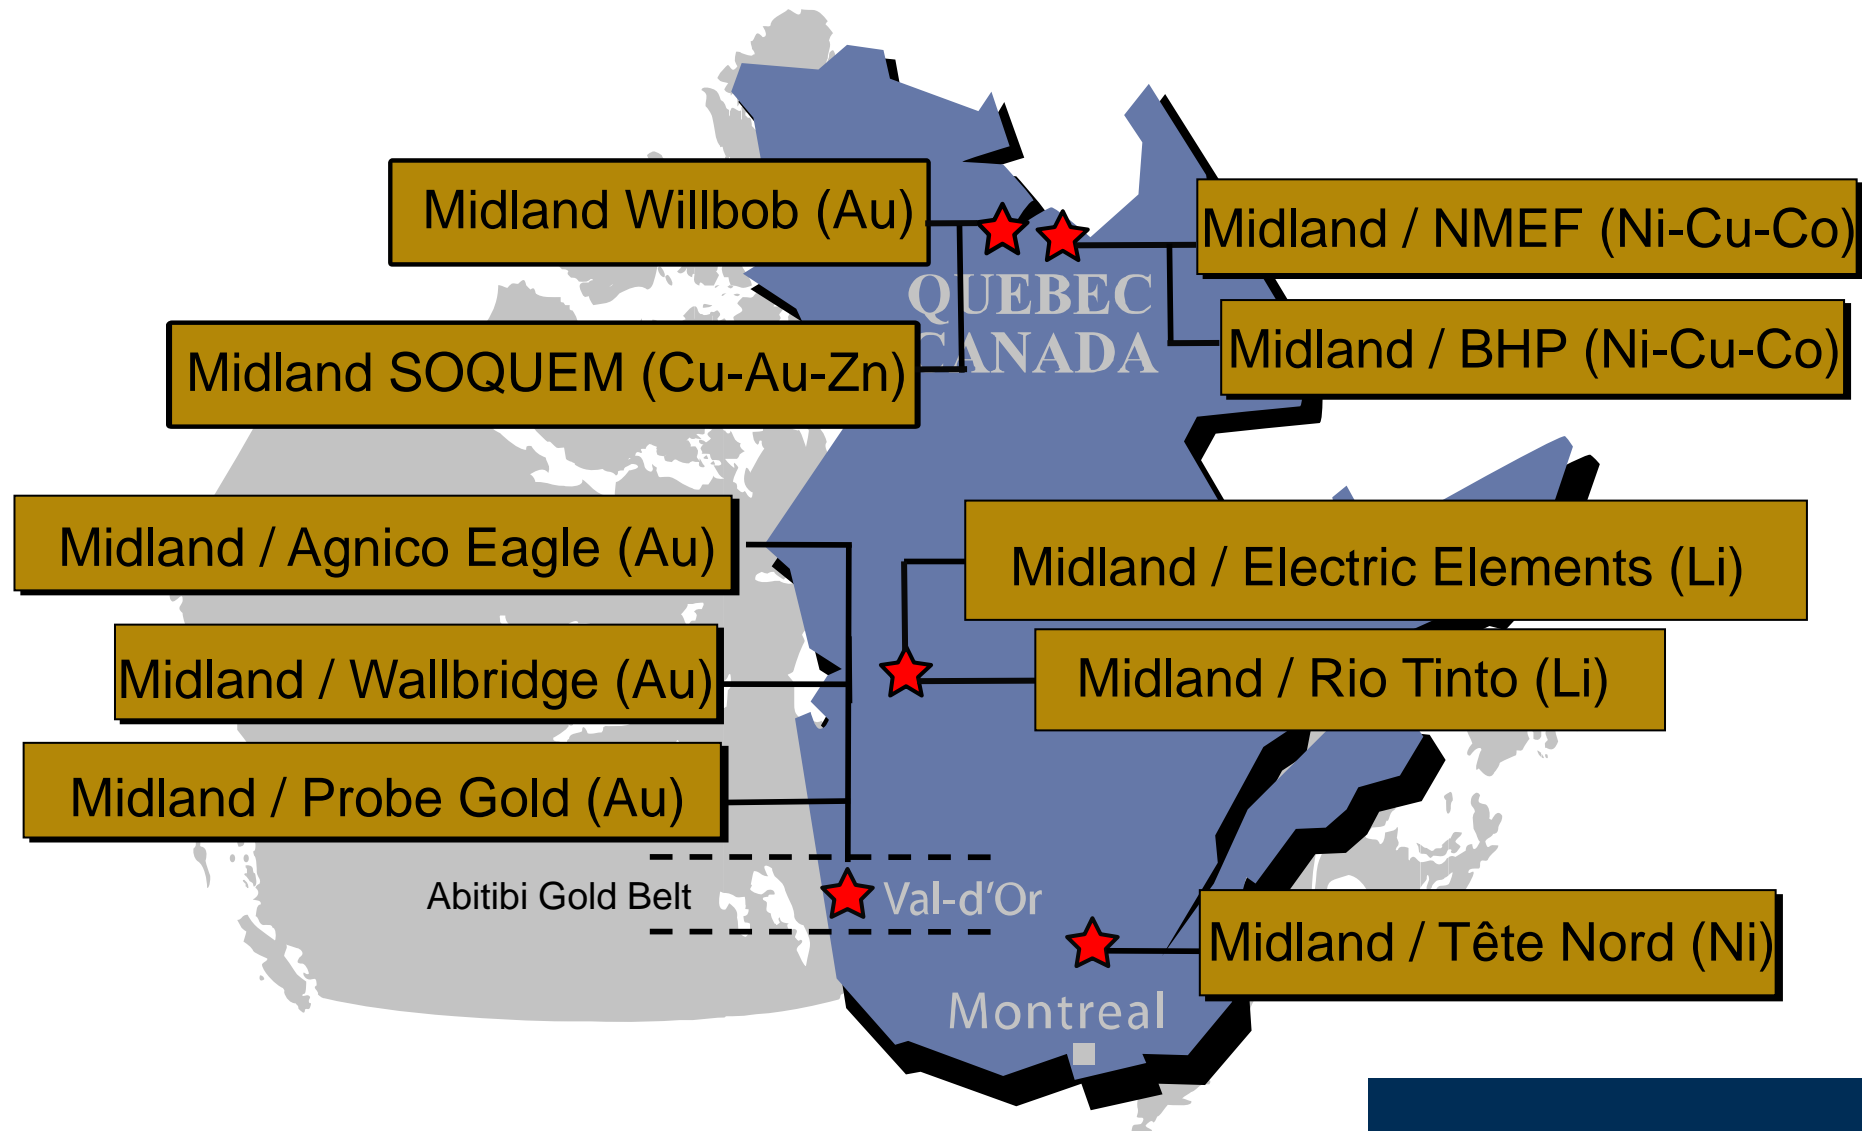 Midland Willbob (Au)
Midland / NMEF (Ni-Cu-Co)
QUEBEC
CANADA
Midland SOQUEM (Cu-Au-Zn)
Midland / BHP (Ni-Cu-Co)
Midland / Agnico Eagle (Au)
Midland / Electric Elements (Li)
Midland / Wallbridge (Au)
Midland / Rio Tinto (Li)
Midland / Probe Gold (Au)
Abitibi Gold Belt
Val-d'Or
Midland / Tête Nord (Ni)
Montreal